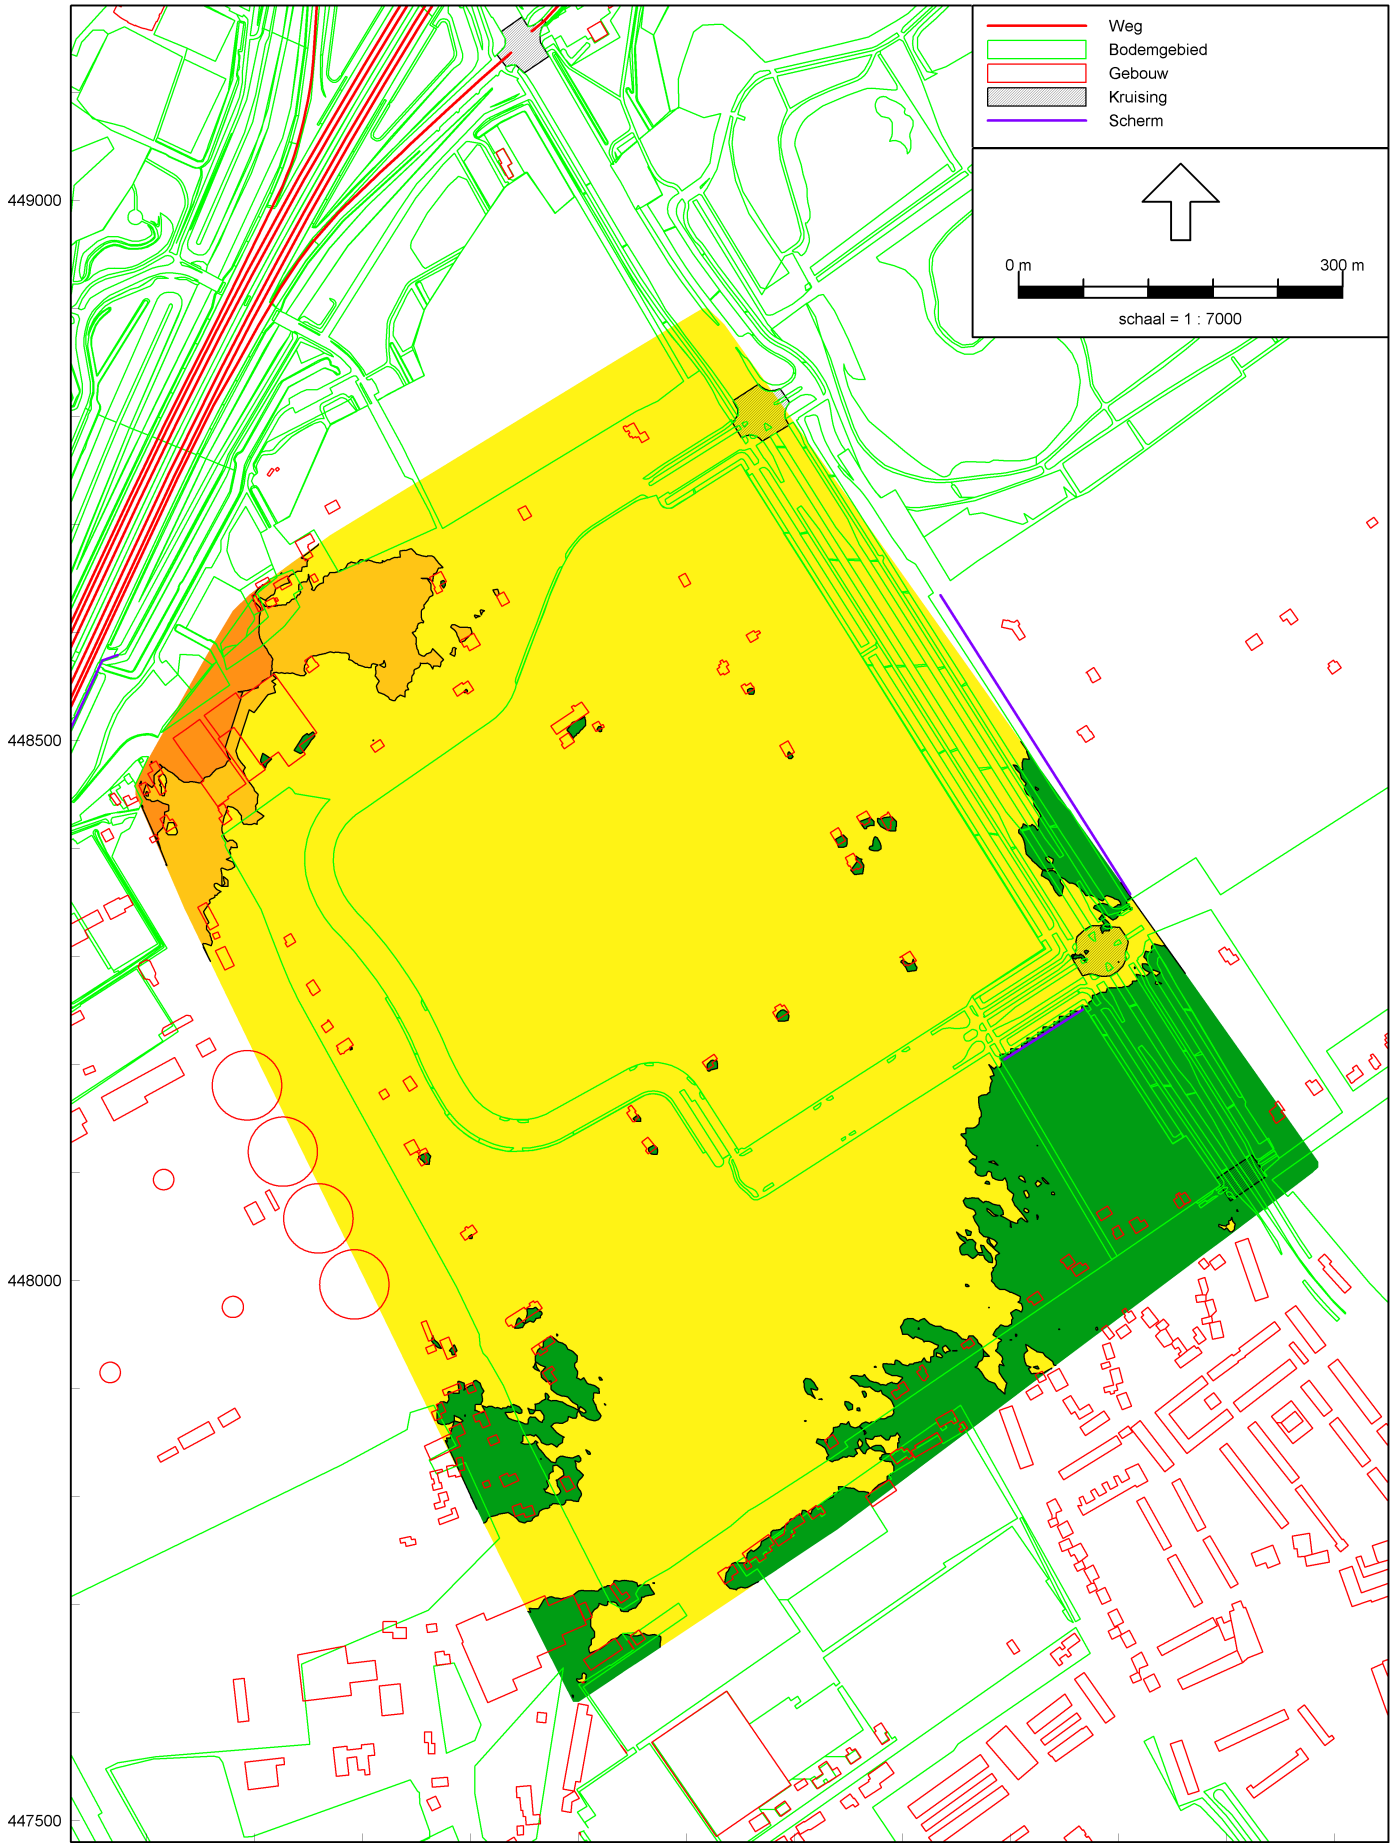 Weg
Bodemgebied
Gebouw
Kruising
Scherm
0 m 300 m
schaal = 1 : 7000
449000
448500
448000
447500